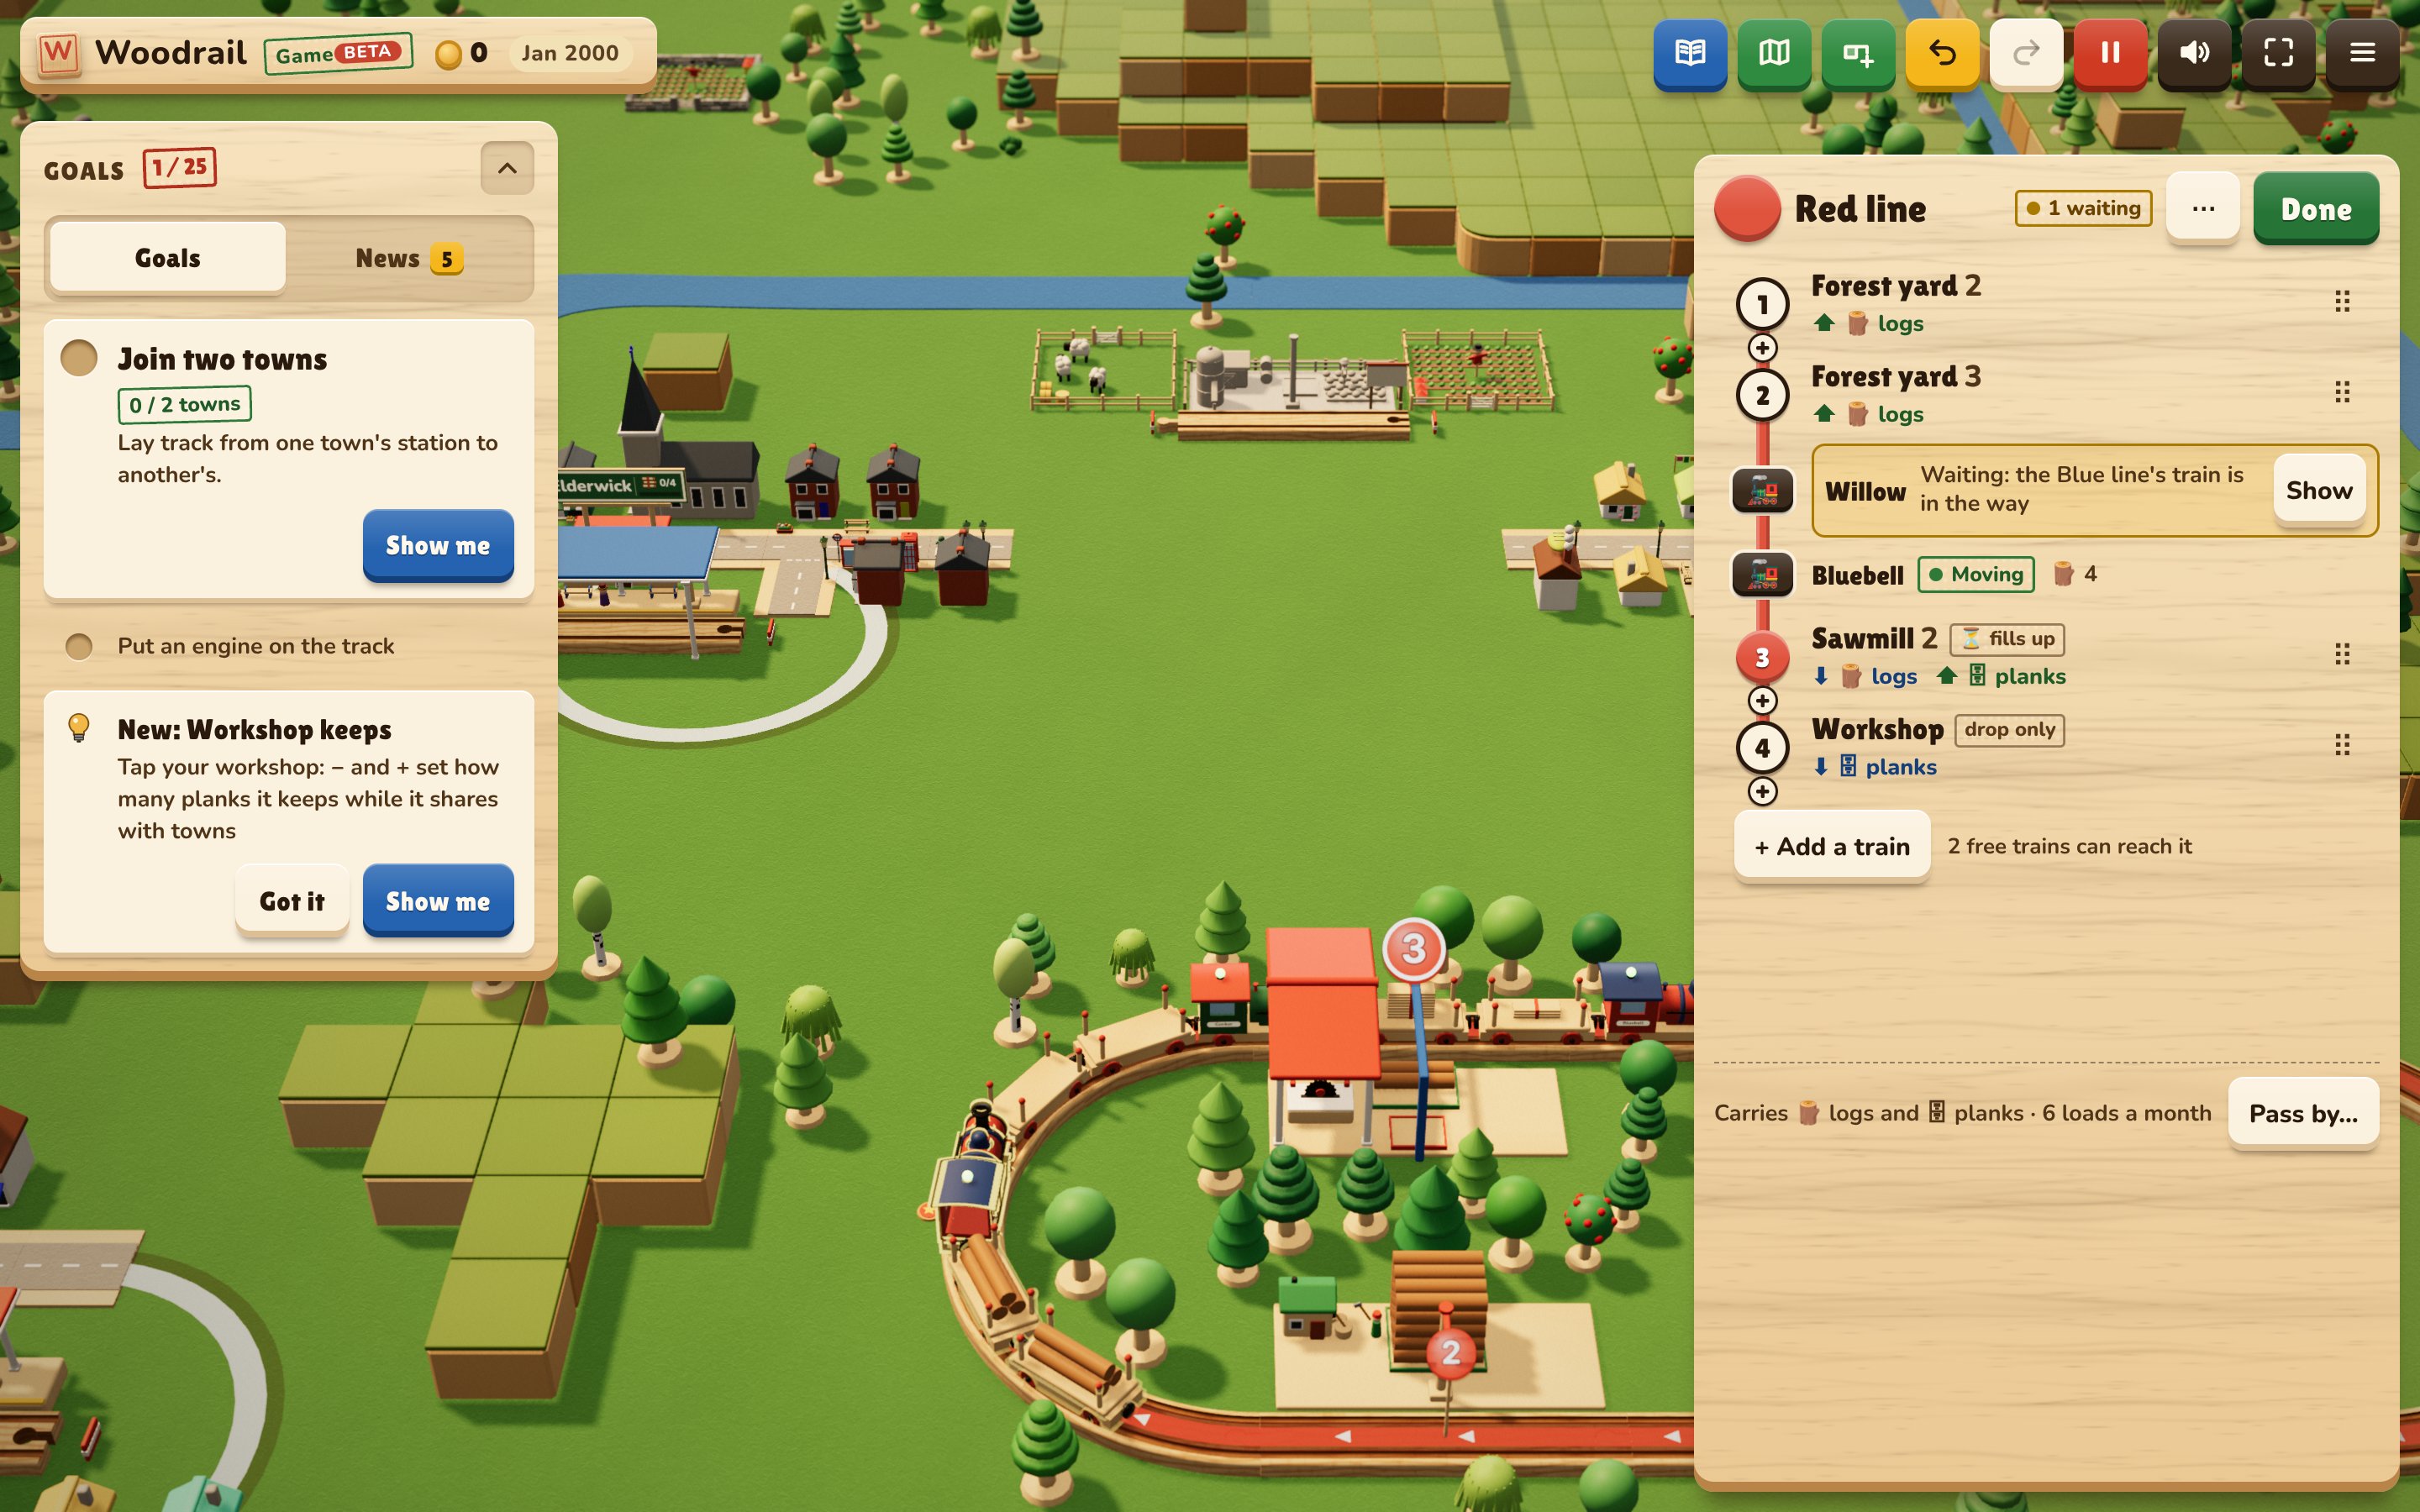 W Woodrail Game BETA 0 Jan 2000
GOALS 1 / 25
Goals News 5
Join two towns
0 / 2 towns
Lay track from one town's station to
another's.
Show me
Put an engine on the track
New: Workshop keeps
Tap your workshop: − and + set how
many planks it keeps while it shares
with towns
Got it Show me
lderwick 0/4
3
2
Red line 1 waiting ... Done
1 Forest yard 2
logs
2 Forest yard 3
logs
Willow Waiting: the Blue line's train is
in the way
Show
Bluebell Moving 4
3 Sawmill 2 fills up
logs planks
4 Workshop drop only
planks
+ Add a train 2 free trains can reach it
Carries logs and planks · 6 loads a month Pass by...